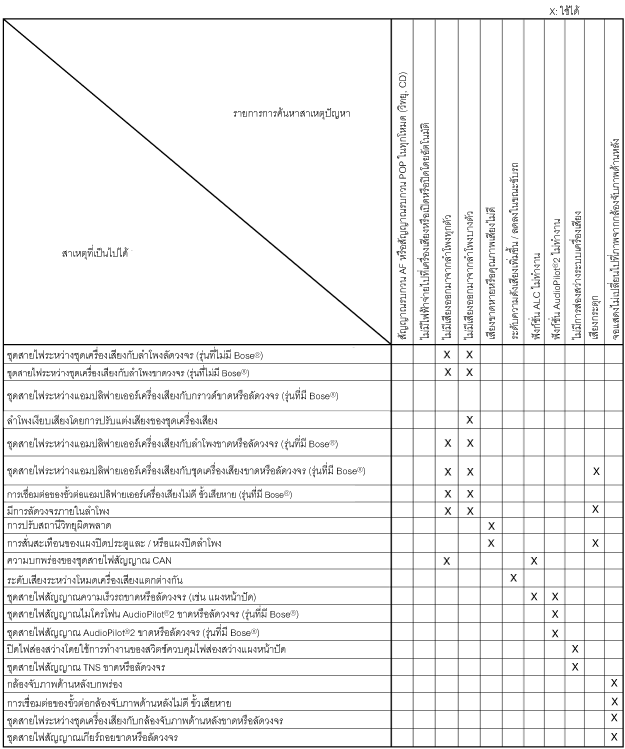 X: ใช้ได้
รายการการค้นหาสาเหตุปัญหา
สาเหตุที่เป็นไปได้
สัญญาณรบกวน AF หรือสัญญาณรบกวน POP ในทุกโหมด (วิทยุ, CD)
ไม่มีไฟฟ้าจ่ายไปที่เครื่องเสียงหรือเปิดหรือปิดโดยอัตโนมัติ
ไม่มีเสียงออกมาจากลำโพงทุกตัว
ไม่มีเสียงออกมาจากลำโพงบางตัว
เสียงขาดหายหรือคุณภาพเสียงไม่ดี
ระดับความดังเสียงเพิ่มขึ้น / ลดลงในขณะขับรถ
ฟังก์ชั่น ALC ไม่ทำงาน
ฟังก์ชั่น AudioPilot®2 ไม่ทำงาน
ไม่มีการส่องสว่างระบบเครื่องเสียง
เสียงกระตุก
จอแสดงไม่เปลี่ยนไปที่ภาพจากกล้องจับภาพด้านหลัง
ชุดสายไฟระหว่างชุดเครื่องเสียงกับลำโพงลัดวงจร (รุ่นที่ไม่มี Bose®) X X
ชุดสายไฟระหว่างชุดเครื่องเสียงกับลำโพงขาดวงจร (รุ่นที่ไม่มี Bose®) X X
ชุดสายไฟระหว่างแอมปลิฟายเออร์เครื่องเสียงกับกราวด์ขาดหรือลัดวงจร (รุ่นที่มี Bose®)
ลำโพงเงียบเสียงโดยการปรับแต่งเสียงของชุดเครื่องเสียง X
ชุดสายไฟระหว่างแอมปลิฟายเออร์เครื่องเสียงกับลำโพงขาดหรือลัดวงจร (รุ่นที่มี Bose®) X X
ชุดสายไฟระหว่างแอมปลิฟายเออร์เครื่องเสียงกับชุดเครื่องเสียงขาดหรือลัดวงจร (รุ่นที่มี Bose®) X X X
การเชื่อมต่อของขั้วต่อแอมปลิฟายเออร์เครื่องเสียงไม่ดี ขั้วเสียหาย (รุ่นที่มี Bose®) X X
มีการลัดวงจรภายในลำโพง X X X
การปรับสถานีวิทยุผิดพลาด X
การสั่นสะเทือนของแผงปิดประตูและ / หรือแผงปิดลำโพง X X
ความบกพร่องของชุดสายไฟสัญญาณ CAN X X
ระดับเสียงระหว่างโหมดเครื่องเสียงแตกต่างกัน X
ชุดสายไฟสัญญาณความเร็วรถขาดหรือลัดวงจร (เช่น แผงหน้าปัด) X X
ชุดสายไฟสัญญาณไมโครโฟน AudioPilot®2 ขาดหรือลัดวงจร (รุ่นที่มี Bose®) X
ชุดสายไฟสัญญาณ AudioPilot®2 ขาดหรือลัดวงจร (รุ่นที่มี Bose®) X
ปิดไฟส่องสว่างโดยใช้การทำงานของสวิตช์ควบคุมไฟส่องสว่างแผงหน้าปัด X
ชุดสายไฟสัญญาณ TNS ขาดหรือลัดวงจร X
กล้องจับภาพด้านหลังบกพร่อง X
การเชื่อมต่อของขั้วต่อกล้องจับภาพด้านหลังไม่ดี ขั้วเสียหาย X
ชุดสายไฟระหว่างชุดเครื่องเสียงกับกล้องจับภาพด้านหลังขาดหรือลัดวงจร X
ชุดสายไฟสัญญาณเกียร์ถอยขาดหรือลัดวงจร X